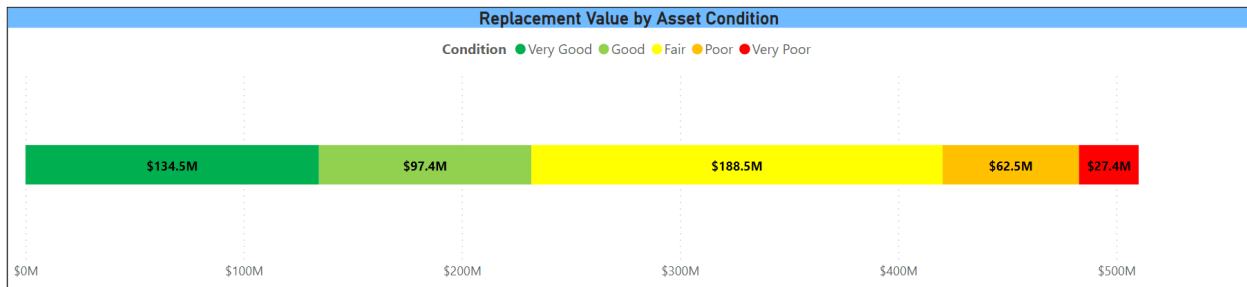 Replacement Value by Asset Condition
Condition Very Good Good Fair Poor Very Poor
$134.5M $97.4M $188.5M $62.5M $27.4M
$0M $100M $200M $300M $400M $500M